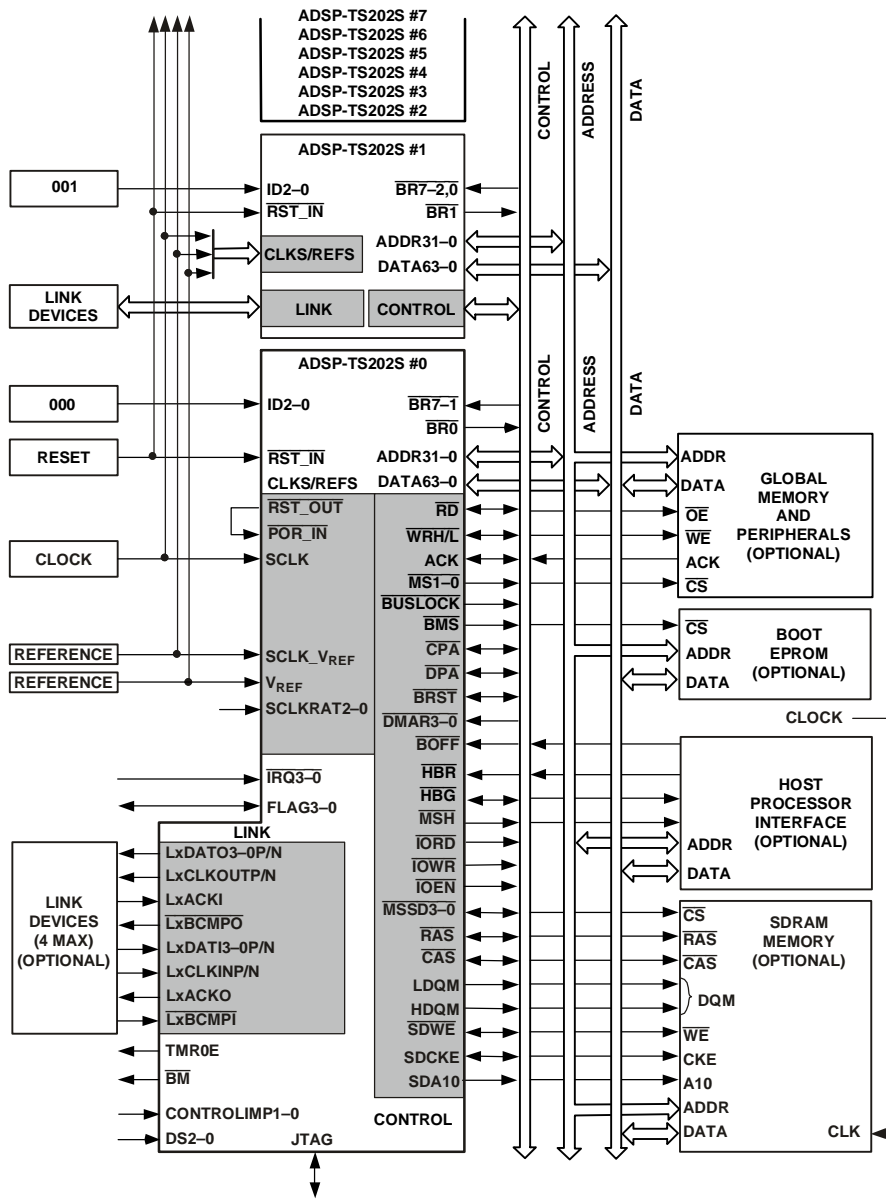 ADSP-TS202S #7
ADSP-TS202S #6
ADSP-TS202S #5
ADSP-TS202S #4
ADSP-TS202S #3
ADSP-TS202S #2
CONTROL
ADDRESS
DATA
ADSP-TS202S #1
001
ID2–0
BR7–2,0
RST_IN
BR1
ADDR31–0
CLKS/REFS
DATA63–0
LINK
DEVICES
LINK
CONTROL
ADSP-TS202S #0
CONTROL
ADDRESS
DATA
000
ID2–0
BR7–1
BR0
RESET
RST_IN
ADDR31–0
CLKS/REFS
DATA63–0
RST_OUT
RD
POR_IN
WRH/L
CLOCK
SCLK
ACK
MS1–0
BUSLOCK
BMS
REFERENCE
SCLK_VREF
CPA
REFERENCE
VREF
DPA
SCLKRAT2–0
BRST
DMAR3–0
BOFF
IRQ3–0
HBR
FLAG3–0
HBG
MSH
LINK
IORD
IOWR
IOEN
MSSD3–0
RAS
CAS
LDQM
HDQM
SDWE
SDCKE
SDA10
LxDATO3–0P/N
LxCLKOUTP/N
LxACKI
LxBCMPO
LxDATI3–0P/N
LxCLKINP/N
LxACKO
LxBCMPI
LINK
DEVICES
(4 MAX)
(OPTIONAL)
TMR0E
BM
CONTROLIMP1–0
CONTROL
DS2–0
JTAG
ADDR
DATA
OE
WE
ACK
CS
GLOBAL
MEMORY
AND
PERIPHERALS
(OPTIONAL)
CS
ADDR
DATA
BOOT
EPROM
(OPTIONAL)
CLOCK
HOST
PROCESSOR
INTERFACE
(OPTIONAL)
ADDR
DATA
CS
RAS
CAS
DQM
WE
CKE
A10
ADDR
DATA
SDRAM
MEMORY
(OPTIONAL)
CLK